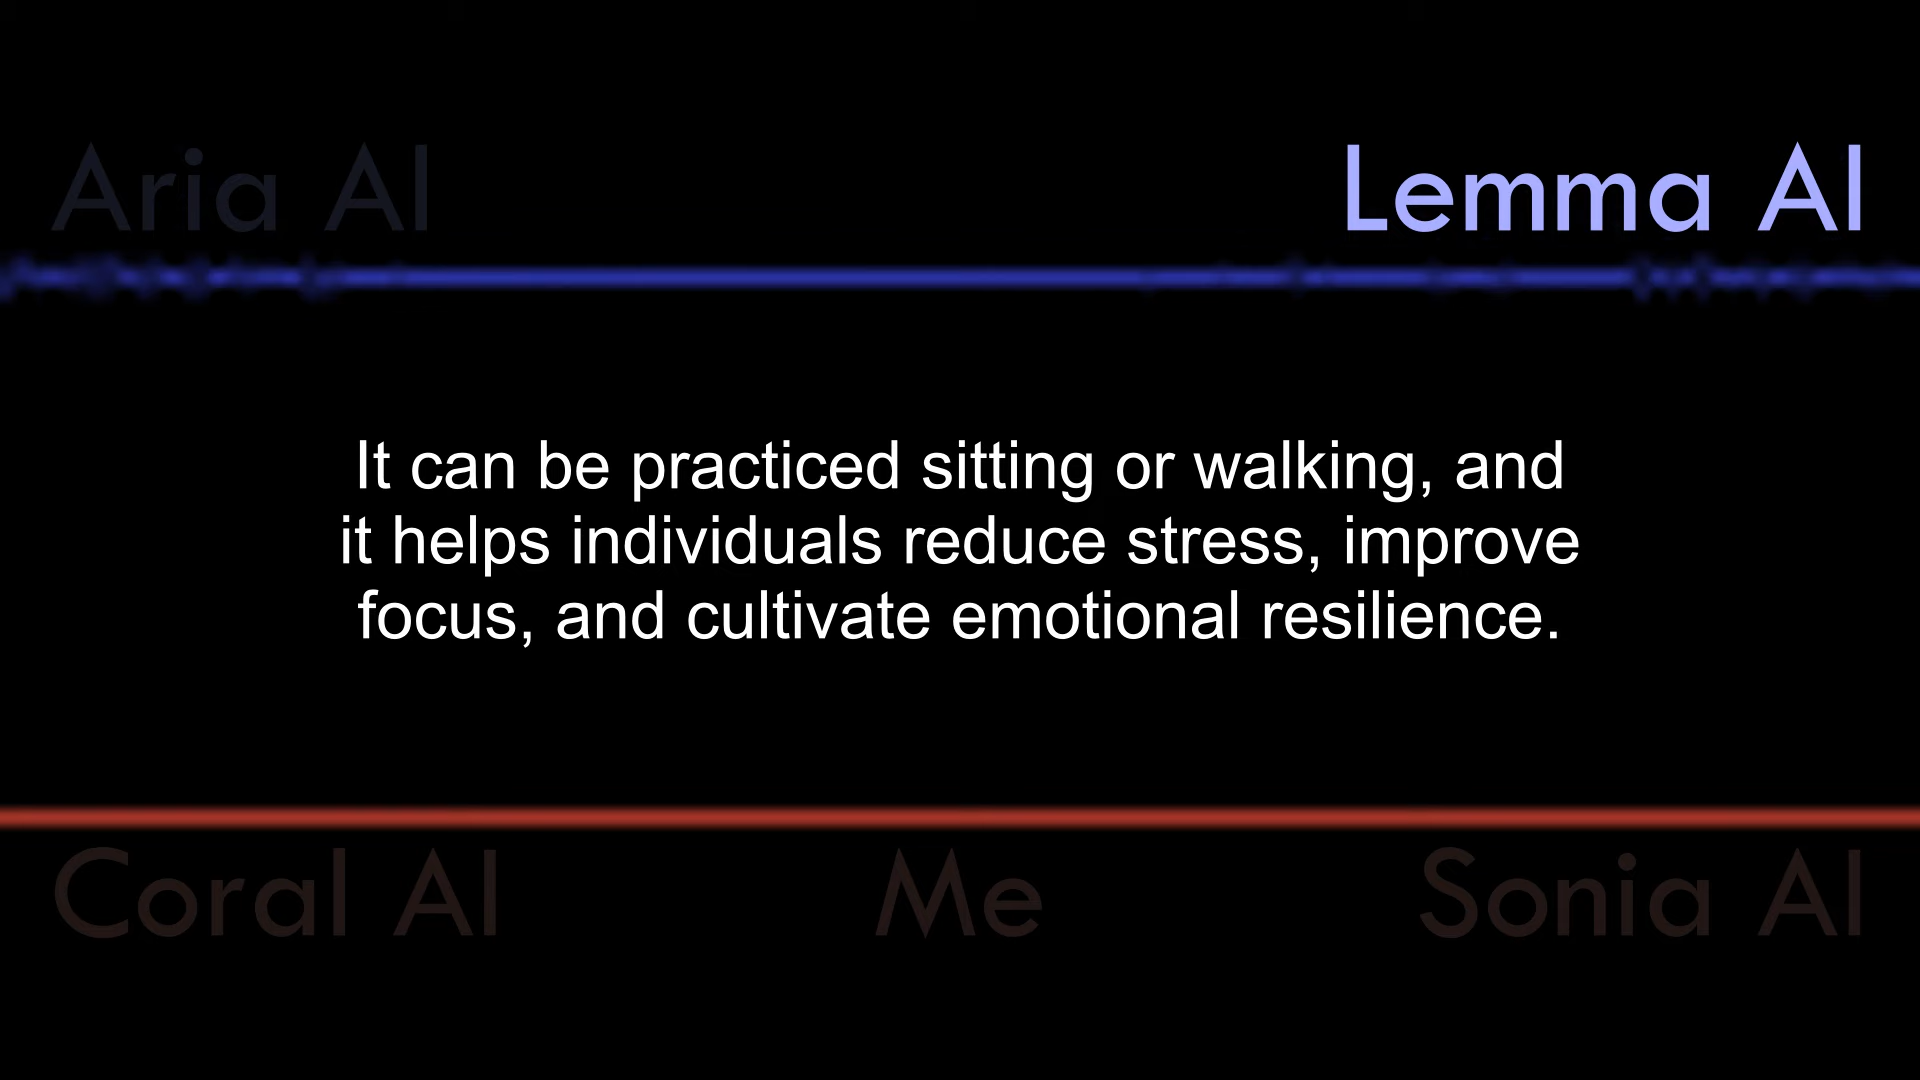 Aria AI
Lemma AI
It can be practiced sitting or walking, and
it helps individuals reduce stress, improve
focus, and cultivate emotional resilience.
Coral AI
Me
Sonia AI